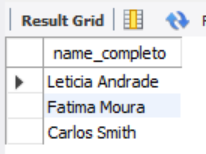 Result Grid
name_completo
Leticia Andrade
Fatima Moura
Carlos Smith